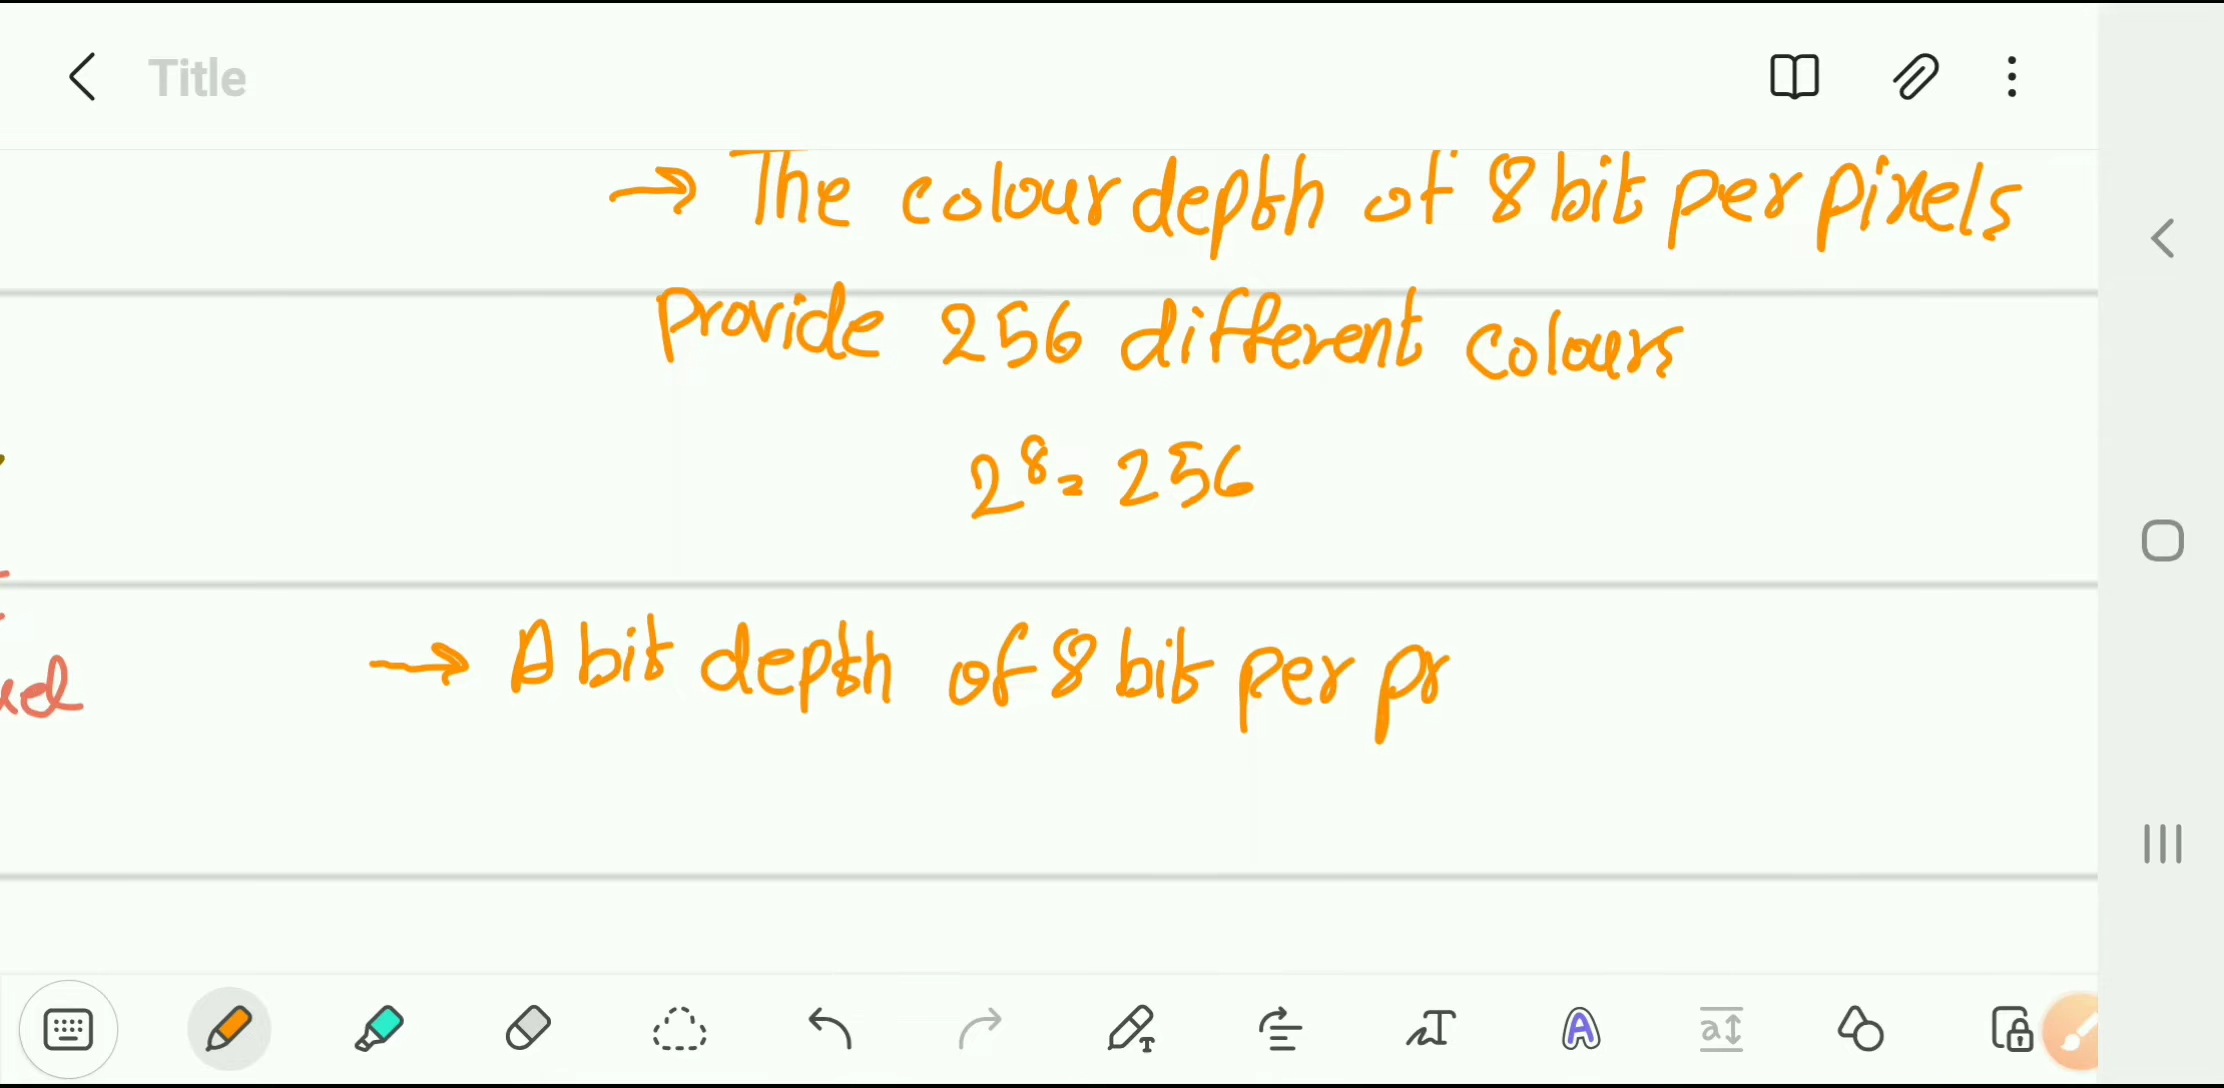 Title
→ The colour depth of 8 bit per pixels
provide 256 different colours
2⁸ = 256
→ A bit depth of 8 bit per pr